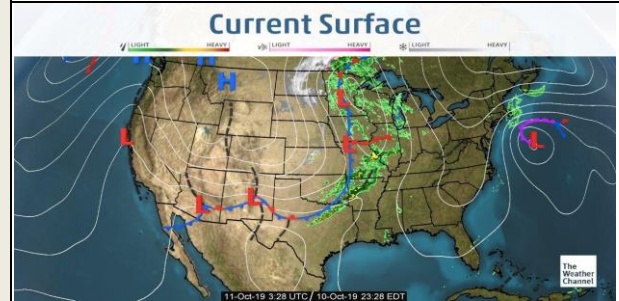 Current Surface
LIGHT HEAVY LIGHT HEAVY LIGHT HEAVY
H H
H
L
L
L
L
L
L
The
Weather
Channel
11-Oct-19 3:28 UTC / 10-Oct-19 23:28 EDT